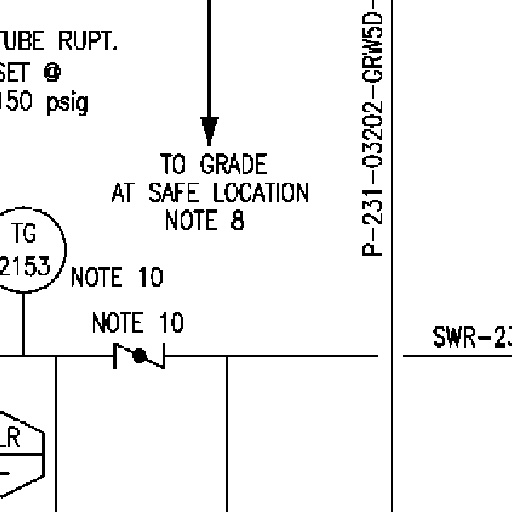 TUBE RUPT.
SET @
150 psig
TO GRADE
AT SAFE LOCATION
NOTE 8
P-231-03202-GRW5D-
TG
2153
NOTE 10
NOTE 10
SWR-23
LR